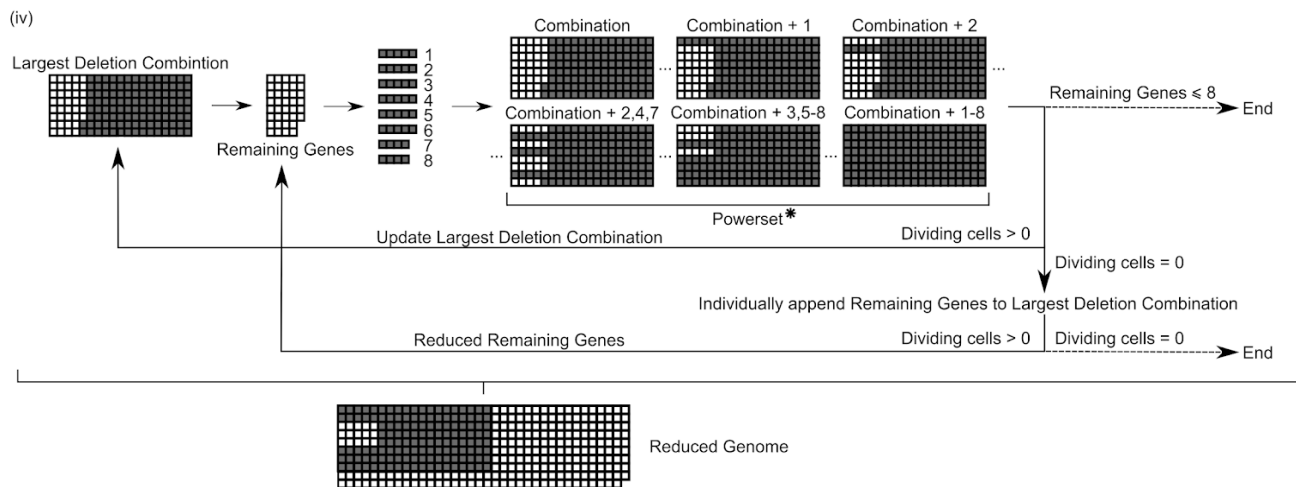 (iv)
Combination
Combination + 1
Combination + 2
Largest Deletion Combintion
1
2
3
4
5
6
7
8
...
...
...
Remaining Genes ⩽ 8
End
Remaining Genes
Combination + 2,4,7
Combination + 3,5-8
Combination + 1-8
...
...
...
Powerset*
Update Largest Deletion Combination
Dividing cells > 0
Dividing cells = 0
Individually append Remaining Genes to Largest Deletion Combination
Reduced Remaining Genes
Dividing cells > 0
Dividing cells = 0
End
Reduced Genome